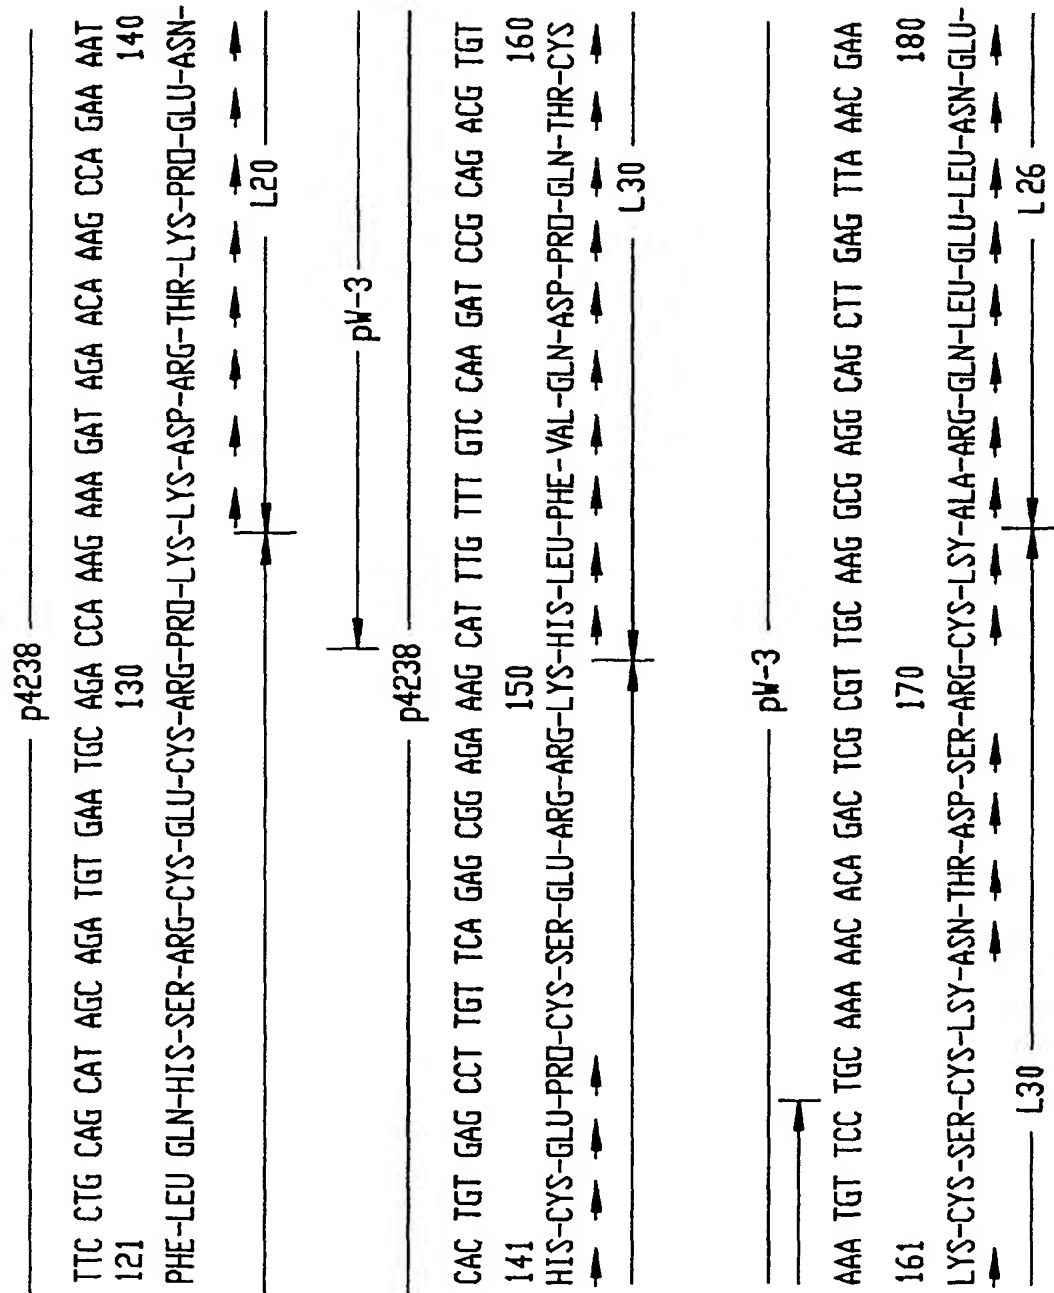 p4238
TTC CTG CAG CAT AGC AGA TGT GAA TGC AGA CCA AAG AAA GAT AGA ACA AAG CCA GAA AAT
121 130 140
PHE-LEU GLN-HIS-SER-ARG-CYS-GLU-CYS-ARG-PRO-LYS-LYS-ASP-ARG-THR-LYS-PRO-GLU-ASN-
L20
pW-3
p4238
CAC TGT GAG CCT TGT TCA GAG CGG AGA AAG CAT TTG TTT GTC CAA GAT CCG CAG ACG TGT
141 150 160
HIS-CYS-GLU-PRO-CYS-SER-GLU-ARG-ARG-LYS-HIS-LEU-PHE-VAL-GLN-ASP-PRO-GLN-THR-CYS
L30
pW-3
AAA TGT TCC TGC AAA AAC ACA GAC TCG CGT TGC AAG GCG AGG CAG CTT GAG TTA AAC GAA
161 170 180
LYS-CYS-SER-CYS-LSY-ASN-THR-ASP-SER-ARG-CYS-LSY-ALA-ARG-GLN-LEU-GLU-LEU-ASN-GLU-
L30 L26